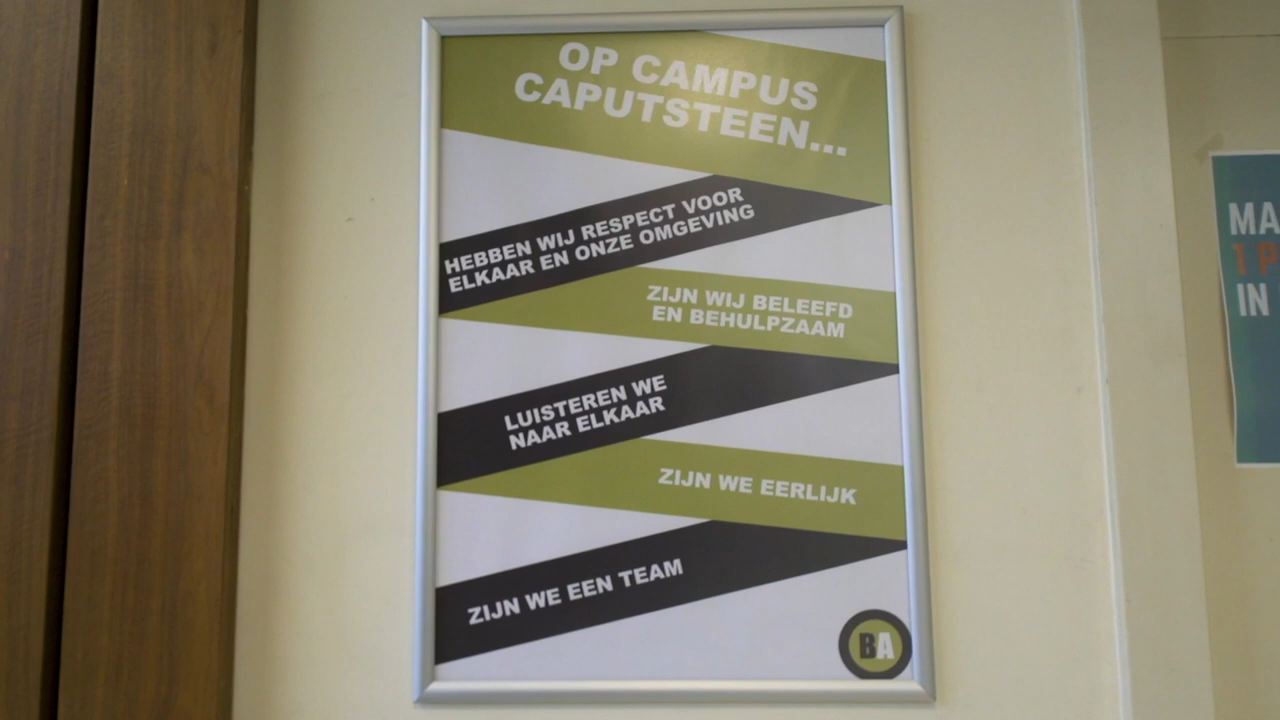 OP CAMPUS
CAPUTSTEEN...
HEBBEN WIJ RESPECT VOOR
ELKAAR EN ONZE OMGEVING
ZIJN WIJ BELEEFD
EN BEHULPZAAM
LUISTEREN WE
NAAR ELKAAR
ZIJN WE EERLIJK
ZIJN WE EEN TEAM
BA
MA
1 P
IN